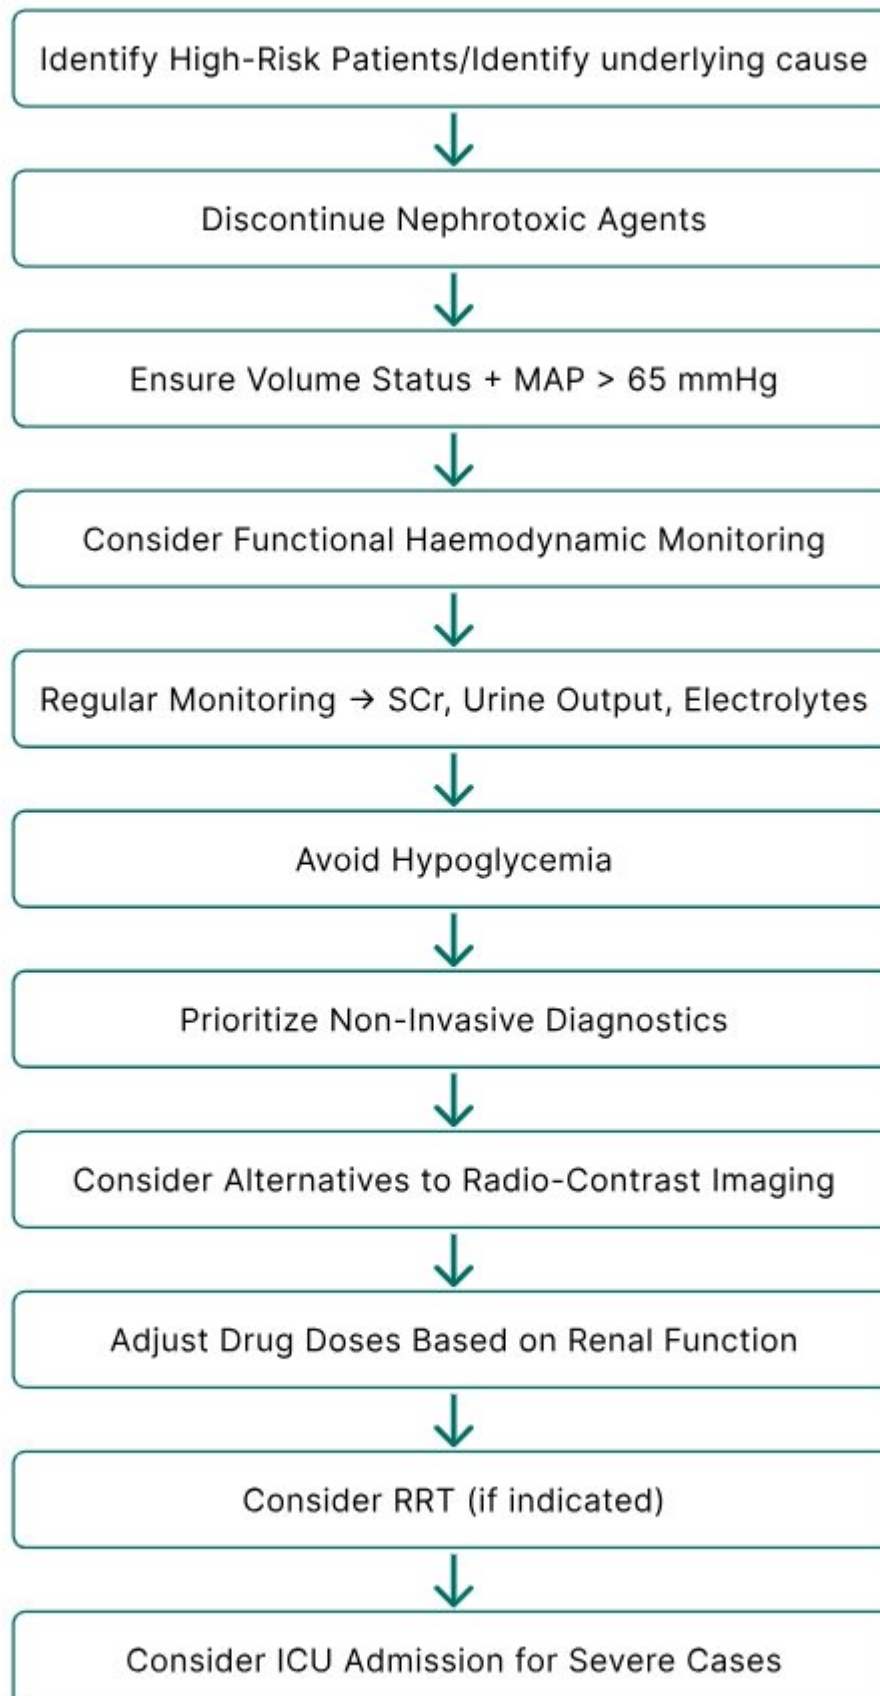 Identify High-Risk Patients/Identify underlying cause
Discontinue Nephrotoxic Agents
Ensure Volume Status + MAP > 65 mmHg
Consider Functional Haemodynamic Monitoring
Regular Monitoring → SCr, Urine Output, Electrolytes
Avoid Hypoglycemia
Prioritize Non-Invasive Diagnostics
Consider Alternatives to Radio-Contrast Imaging
Adjust Drug Doses Based on Renal Function
Consider RRT (if indicated)
Consider ICU Admission for Severe Cases